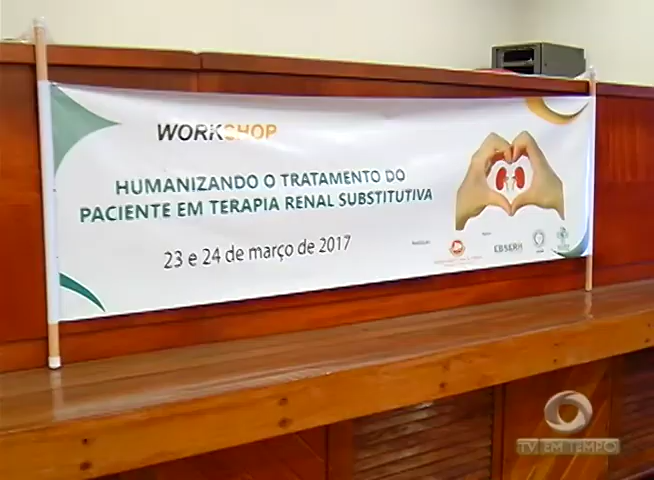 WORKSHOP
HUMANIZANDO O TRATAMENTO DO
PACIENTE EM TERAPIA RENAL SUBSTITUTIVA
23 e 24 de março de 2017
EBSERH
TV EM TEMPO